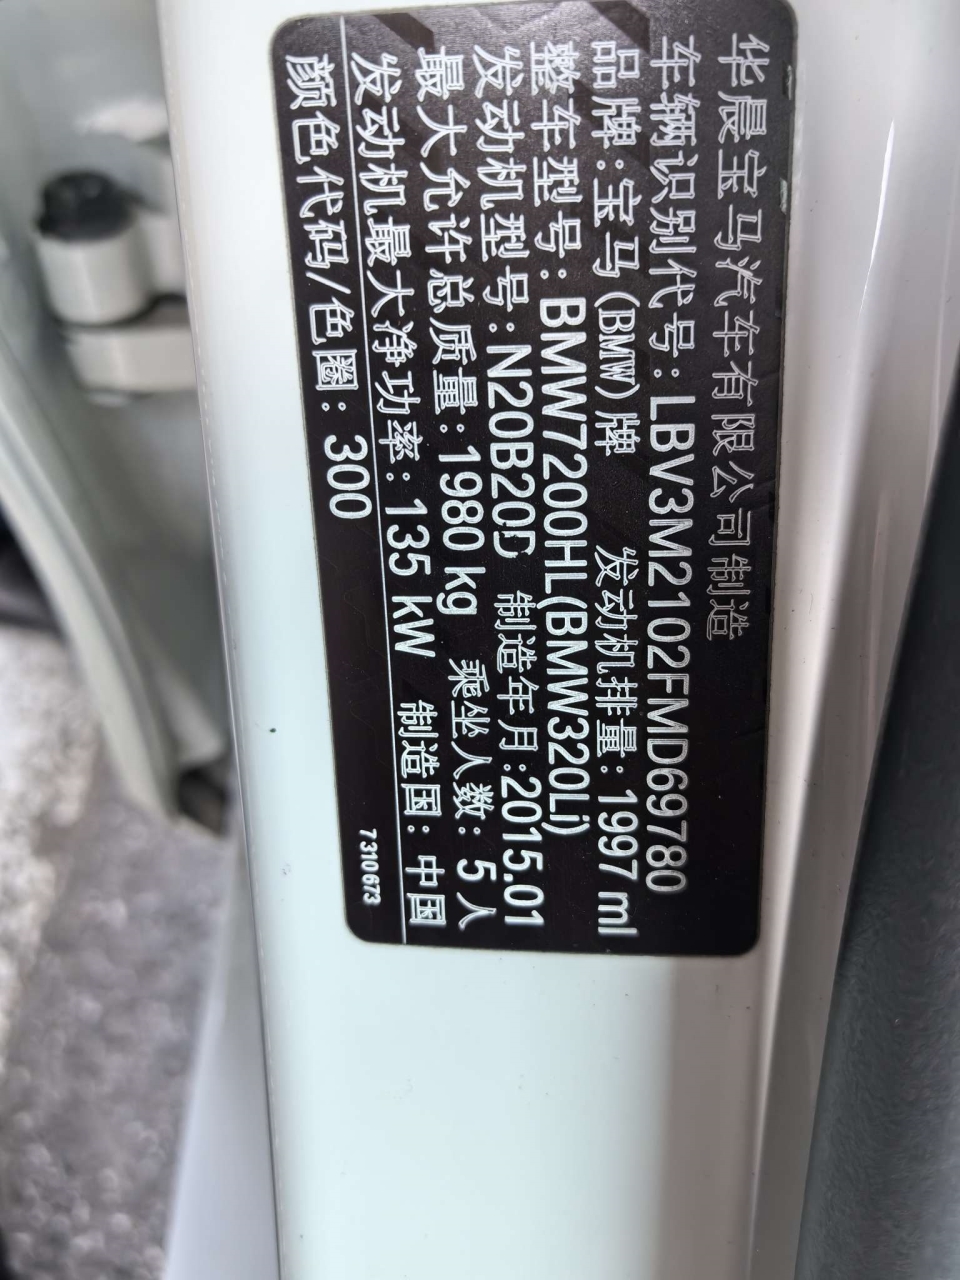 华晨宝马汽车有限公司制造
车辆识别代号:LBV3M2102FMD69780
品牌:宝马(BMW)牌 发动机排量:1997 ml
整车型号:BMW7200HL(BMW320Li)
发动机型号:N20B20D 制造年月:2015.01
最大允许总质量:1980 kg 乘坐人数:5人
发动机最大净功率:135 kW 制造国:中国
颜色代码/色圈:300 7310673